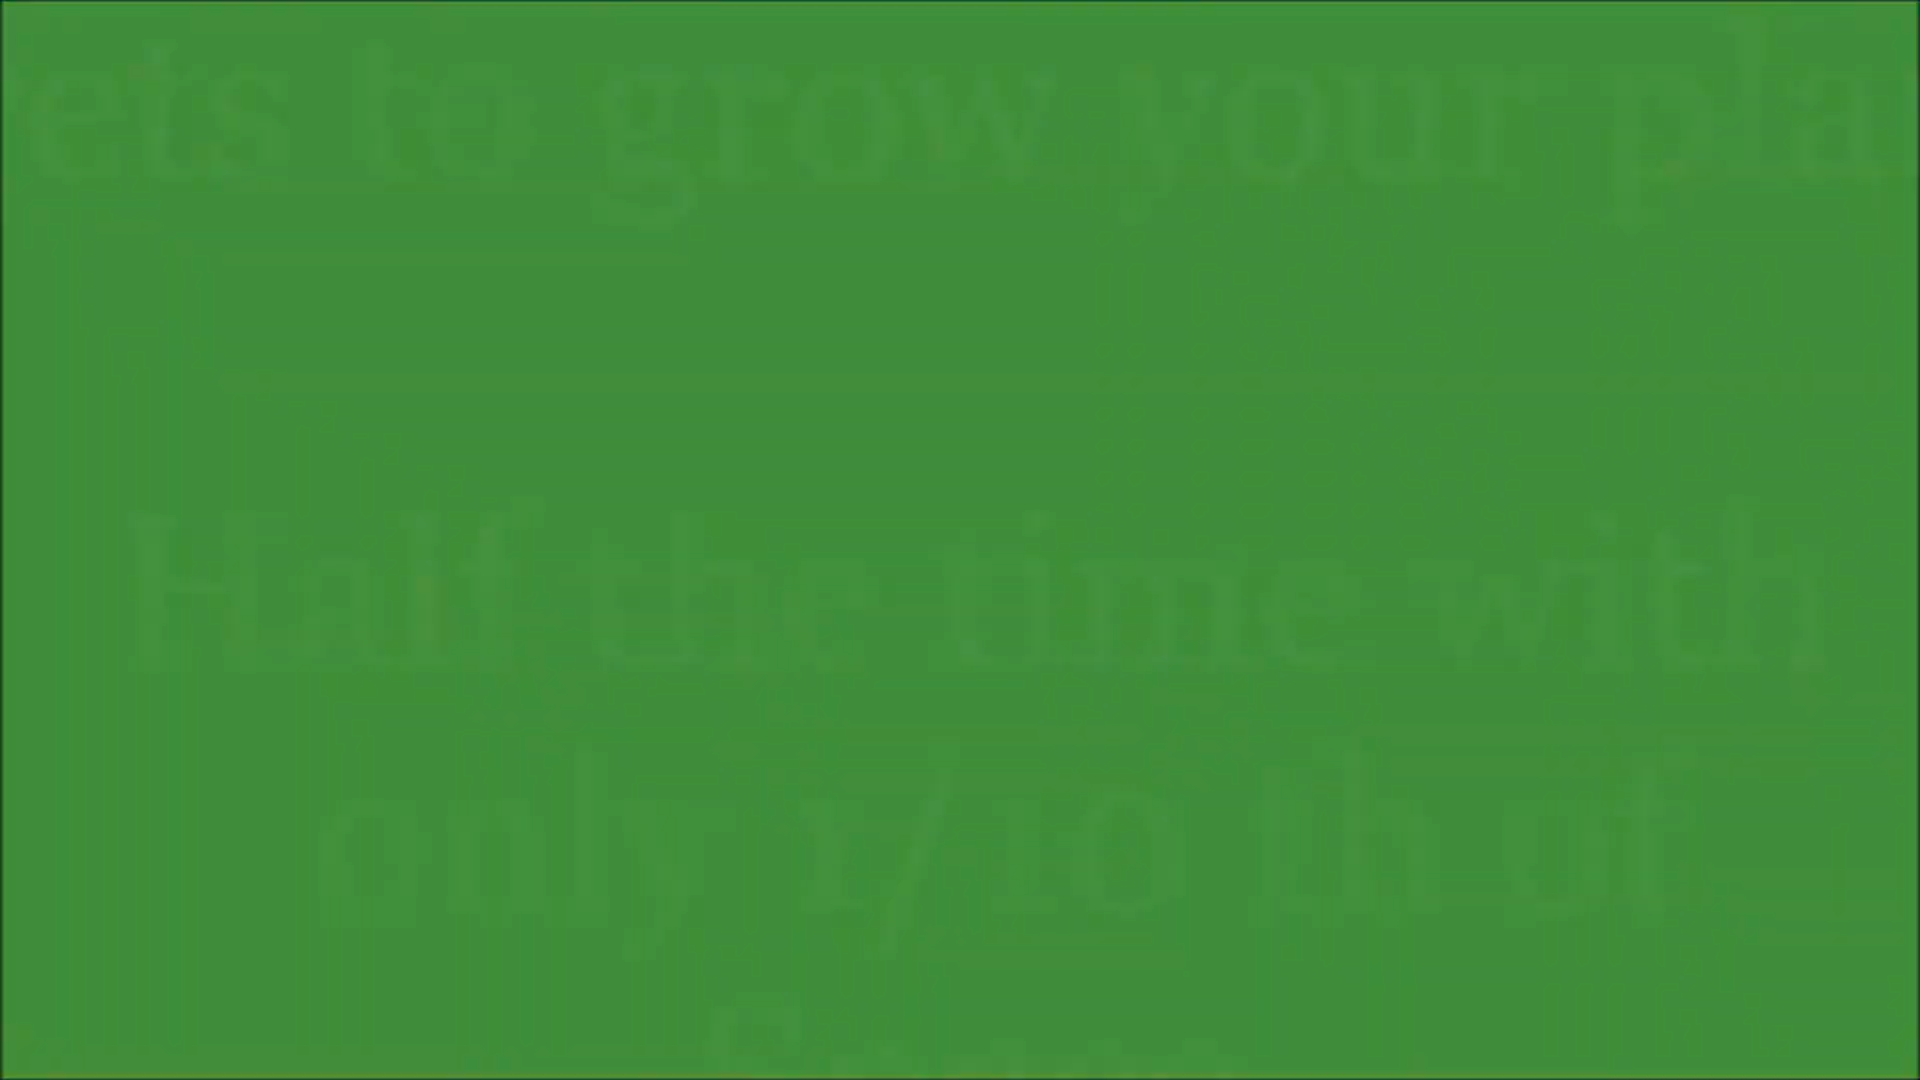 ets to grow your pla
Half the time with
only 1/10 th of